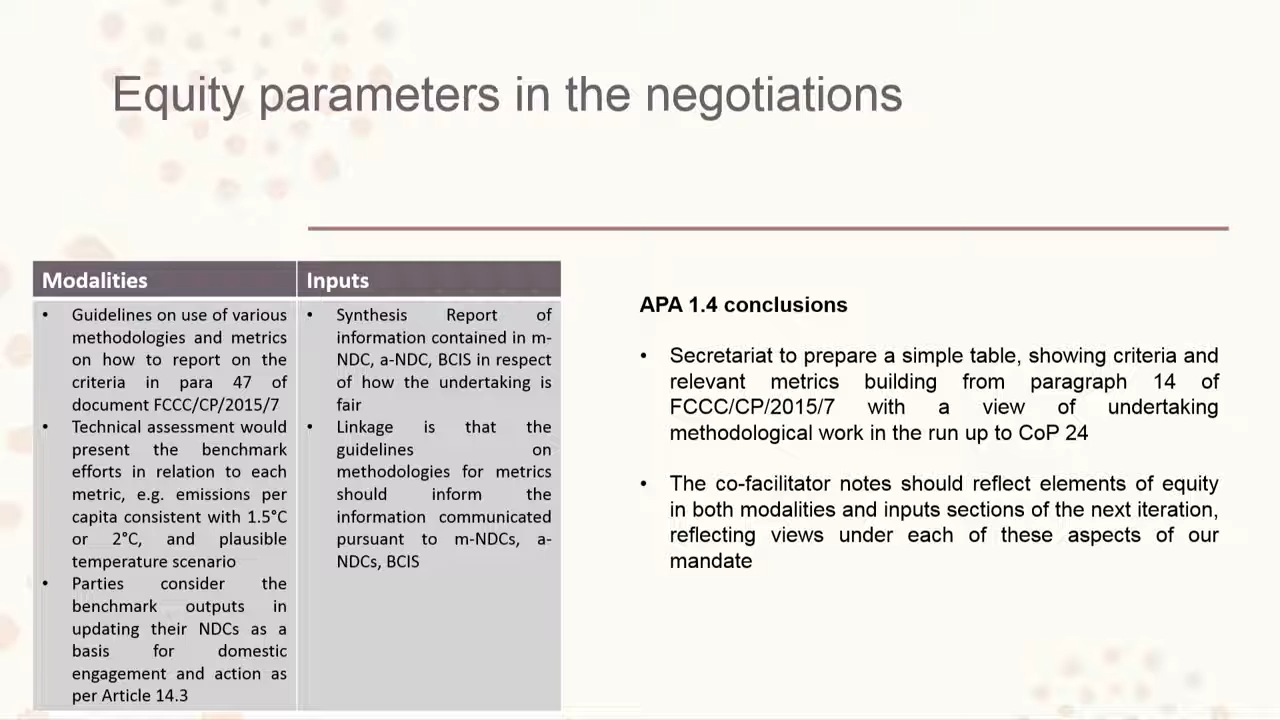 Equity parameters in the negotiations
Modalities
• Guidelines on use of various
methodologies and metrics
on how to report on the
criteria in para 47 of
document FCCC/CP/2015/7
• Technical assessment would
present the benchmark
efforts in relation to each
metric, e.g. emissions per
capita consistent with 1.5°C
or 2°C, and plausible
temperature scenario
• Parties consider the
benchmark outputs in
updating their NDCs as a
basis for domestic
engagement and action as
per Article 14.3
Inputs
• Synthesis Report of
information contained in m-
NDC, a-NDC, BCIS in respect
of how the undertaking is
fair
• Linkage is that the
guidelines on
methodologies for metrics
should inform the
information communicated
pursuant to m-NDCs, a-
NDCs, BCIS
APA 1.4 conclusions
• Secretariat to prepare a simple table, showing criteria and
relevant metrics building from paragraph 14 of
FCCC/CP/2015/7 with a view of undertaking
methodological work in the run up to CoP 24
• The co-facilitator notes should reflect elements of equity
in both modalities and inputs sections of the next iteration,
reflecting views under each of these aspects of our
mandate